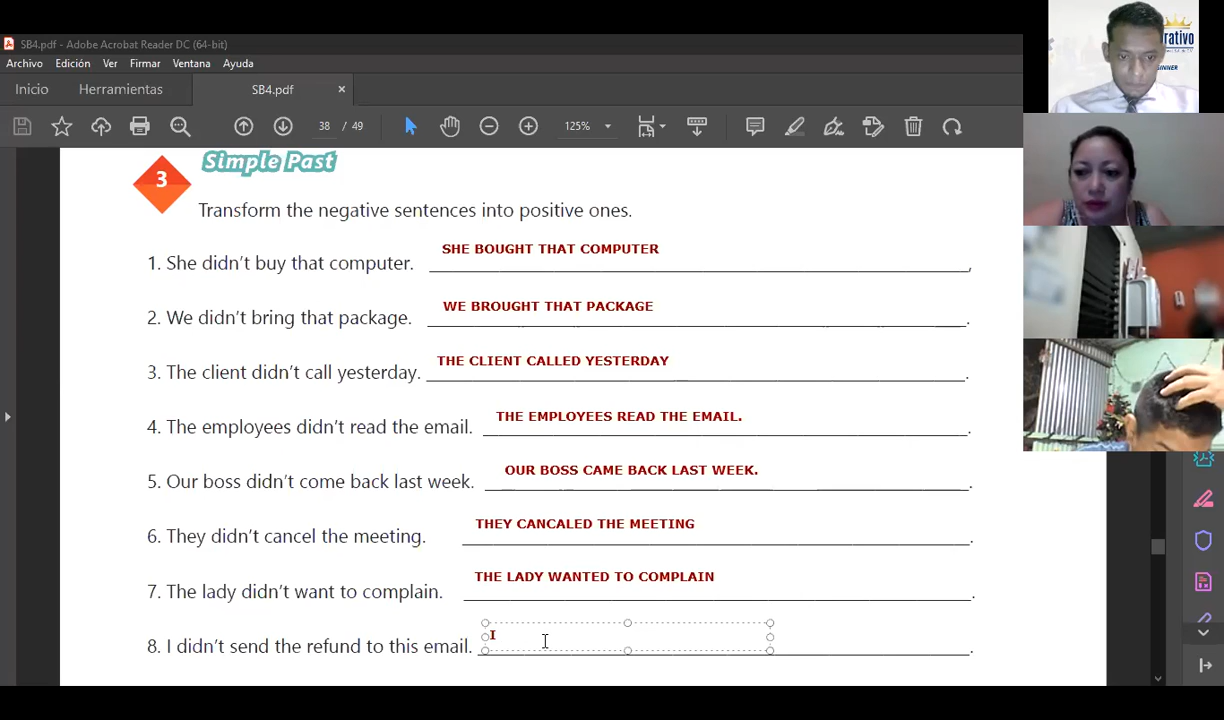 SB4.pdf - Adobe Acrobat Reader DC (64-bit)
Archivo Edición Ver Firmar Ventana Ayuda
Inicio Herramientas SB4.pdf ×
38 / 49 125%
rativo
INNER
3 Simple Past
Transform the negative sentences into positive ones.
1. She didn't buy that computer. SHE BOUGHT THAT COMPUTER ,
2. We didn't bring that package. WE BROUGHT THAT PACKAGE .
3. The client didn't call yesterday. THE CLIENT CALLED YESTERDAY .
4. The employees didn't read the email. THE EMPLOYEES READ THE EMAIL. .
5. Our boss didn't come back last week. OUR BOSS CAME BACK LAST WEEK. .
6. They didn't cancel the meeting. THEY CANCALED THE MEETING .
7. The lady didn't want to complain. THE LADY WANTED TO COMPLAIN .
8. I didn't send the refund to this email. I .